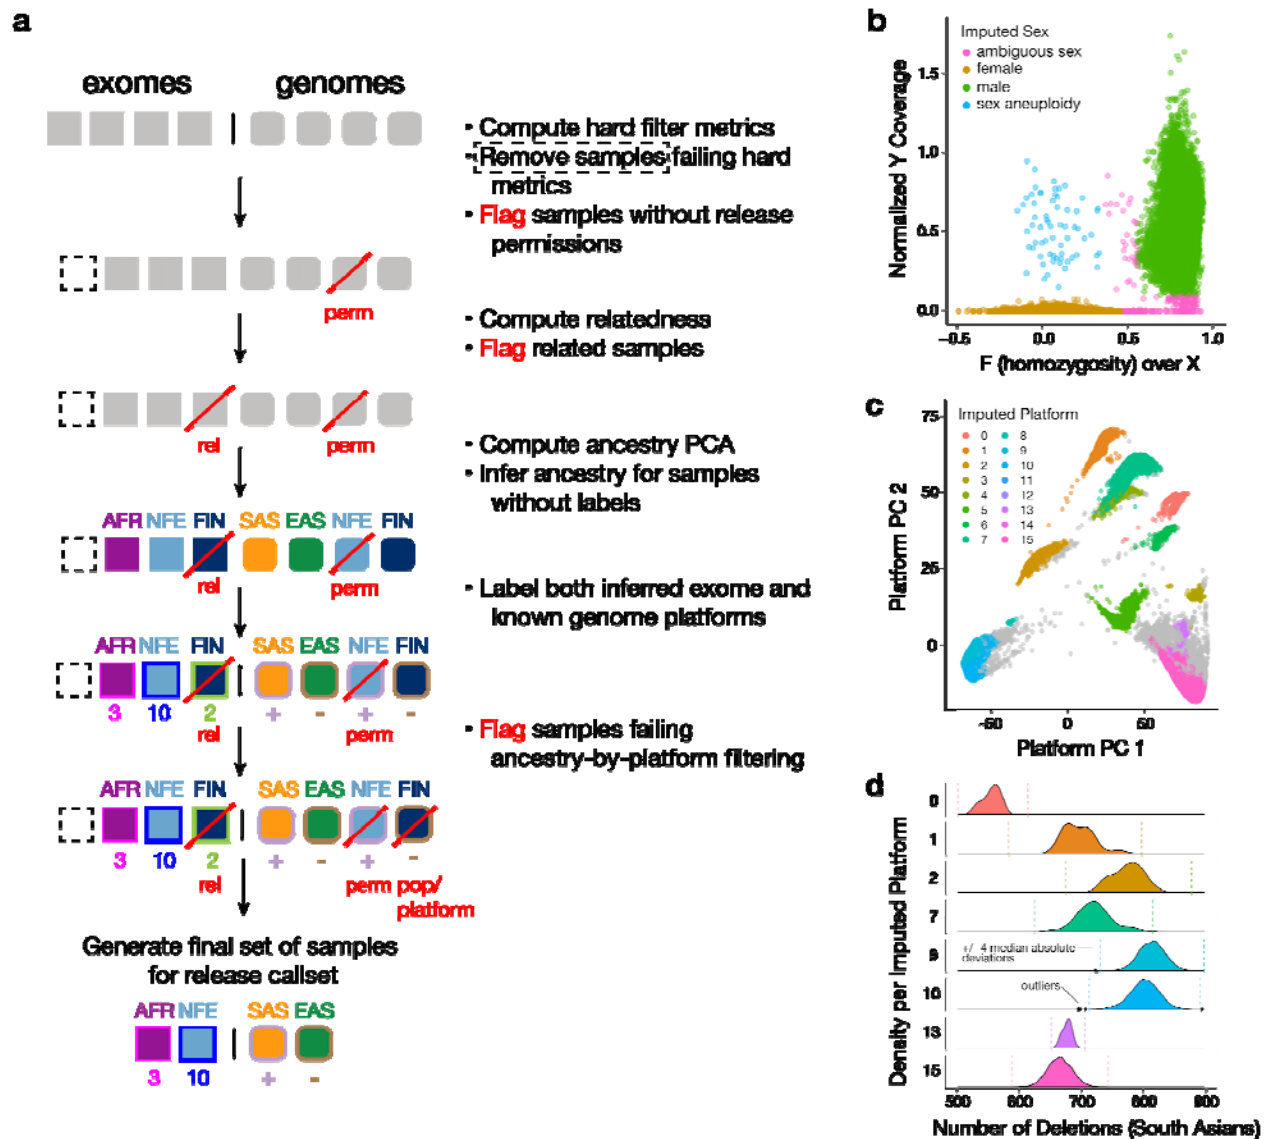 a
exomes
genomes
• Compute hard filter metrics
• Remove samples failing hard
metrics
• Flag samples without release
permissions
perm
• Compute relatedness
• Flag related samples
rel
perm
• Compute ancestry PCA
• Infer ancestry for samples
without labels
AFR NFE FIN SAS EAS NFE FIN
rel
perm
• Label both inferred exome and
known genome platforms
AFR NFE FIN SAS EAS NFE FIN
3 10 2 + - + -
rel
perm
• Flag samples failing
ancestry-by-platform filtering
AFR NFE FIN SAS EAS NFE FIN
3 10 2 + - + -
rel
perm pop/
platform
Generate final set of samples
for release callset
AFR NFE SAS EAS
3 10 + -
b
Imputed Sex
ambiguous sex
female
male
sex aneuploidy
Normalized Y Coverage
1.5
1.0
0.5
0.0
-0.5 0.0 0.5 1.0
F (homozygosity) over X
c
Imputed Platform
0 8
1 9
2 10
3 11
4 12
5 13
6 14
7 15
Platform PC 2
75
50
25
0
-50 0 50
Platform PC 1
d
Density per Imputed Platform
0
1
2
7
9
+/- 4 median absolute
deviations
10
outliers
13
15
500 600 700 800 900
Number of Deletions (South Asians)